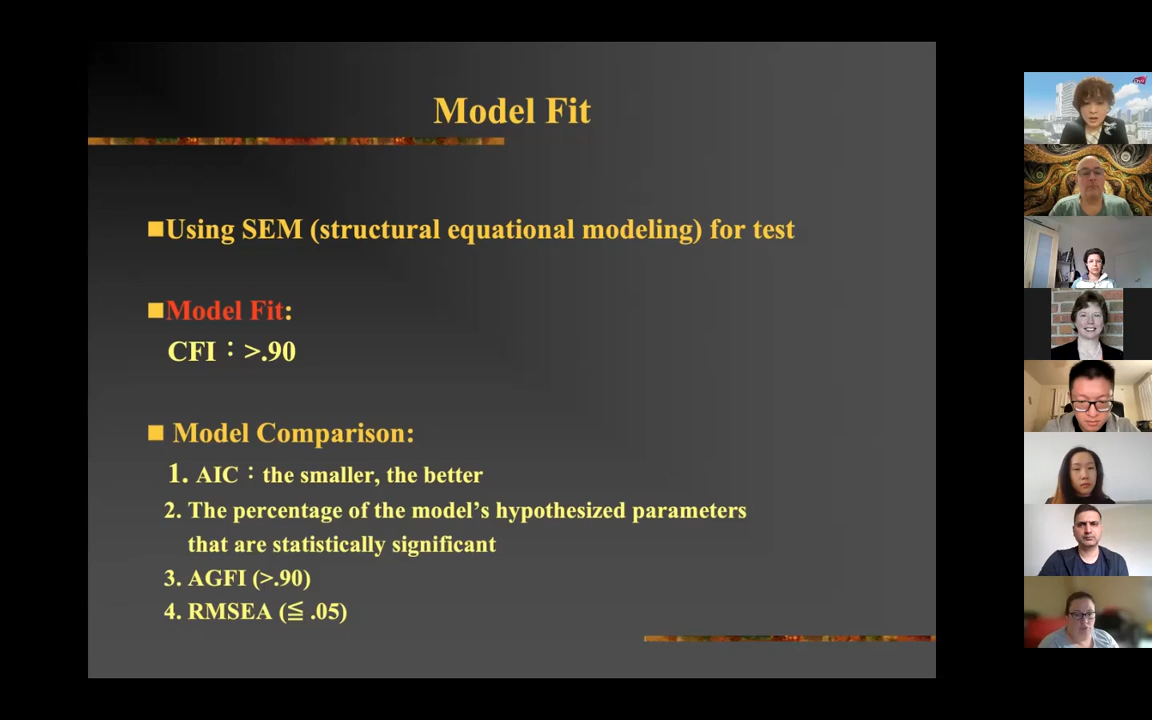 Model Fit
■Using SEM (structural equational modeling) for test
■Model Fit:
CFI：>.90
■ Model Comparison:
1. AIC：the smaller, the better
2. The percentage of the model’s hypothesized parameters
that are statistically significant
3. AGFI (>.90)
4. RMSEA (≦ .05)